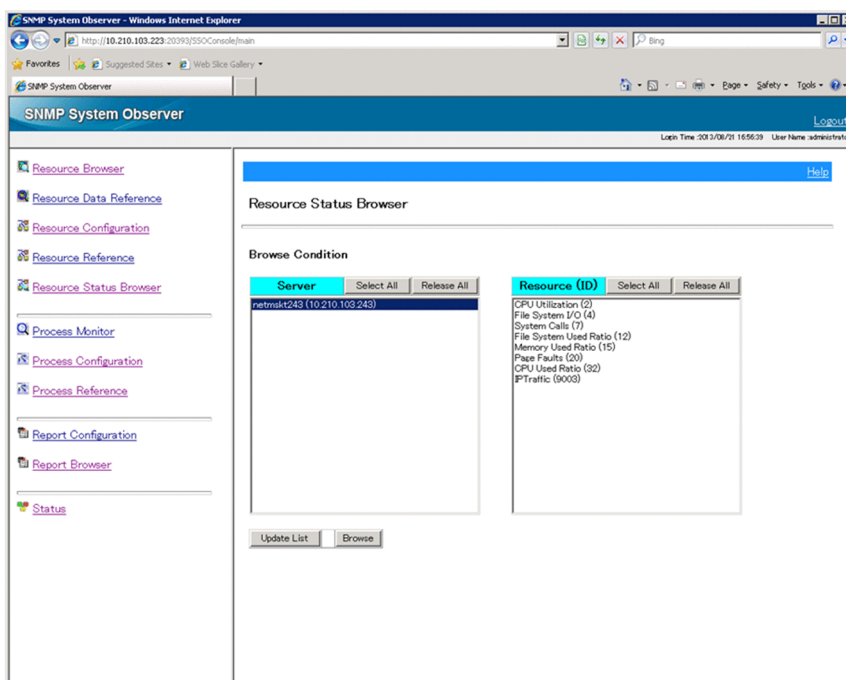 SNMP System Observer - Windows Internet Explorer
http://10.210.103.223:20393/SSOConsole/main
Bing
Favorites Suggested Sites Web Slice Gallery
SNMP System Observer
Page Safety Tools
SNMP System Observer
Logout
Login Time :2013/08/21 16:56:39 User Name :administrato
Help
Resource Browser
Resource Data Reference
Resource Configuration
Resource Reference
Resource Status Browser
Process Monitor
Process Configuration
Process Reference
Report Configuration
Report Browser
Status
Resource Status Browser
Browse Condition
Server Select All Release All
netmskt243 (10.210.103.243)
Resource (ID) Select All Release All
CPU Utilization (2)
File System I/O (4)
System Calls (7)
File System Used Ratio (12)
Memory Used Ratio (15)
Page Faults (20)
CPU Used Ratio (32)
IPTraffic (9003)
Update List Browse